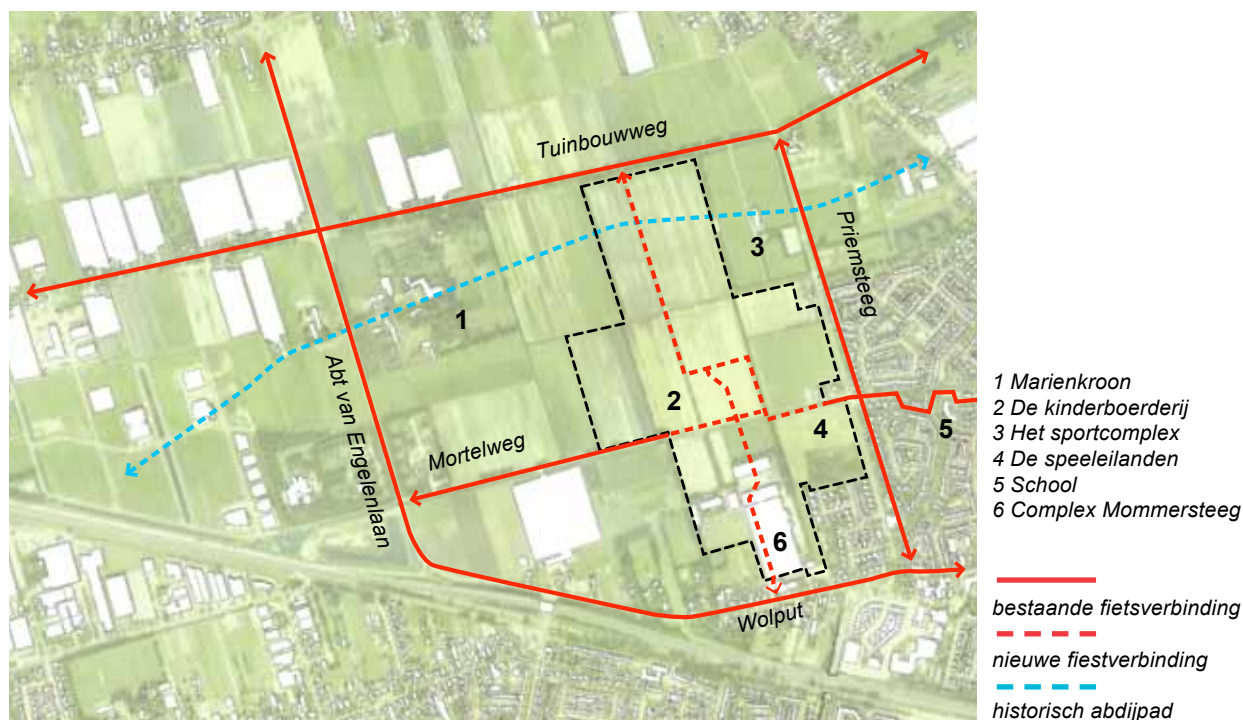 Tuinbouwweg
3
Priemsteeg
1
Abt van Engelenlaan
2
4
5
Mortelweg
6
Wolput
1 Marienkroon
2 De kinderboerderij
3 Het sportcomplex
4 De speeleilanden
5 School
6 Complex Mommersteeg
bestaande fietsverbinding
nieuwe fiestverbinding
historisch abdijpad